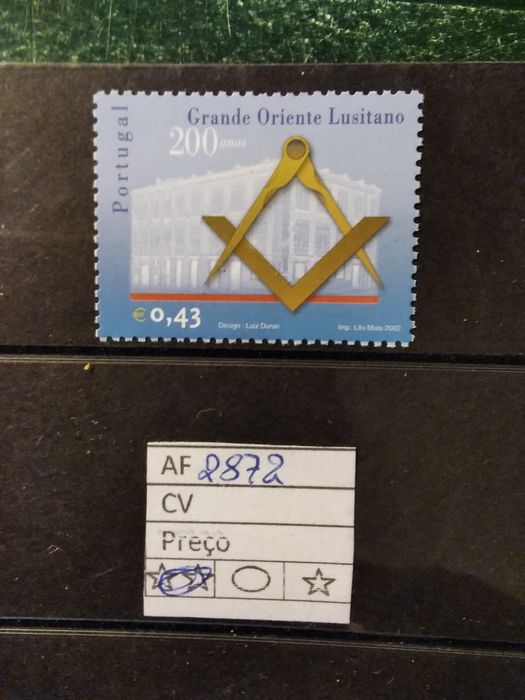 Portugal
Grande Oriente Lusitano
200 anos
€ 0,43
Design : Luiz Duran
Imp. Lito Maia 2002
AF 2872
CV
Preço